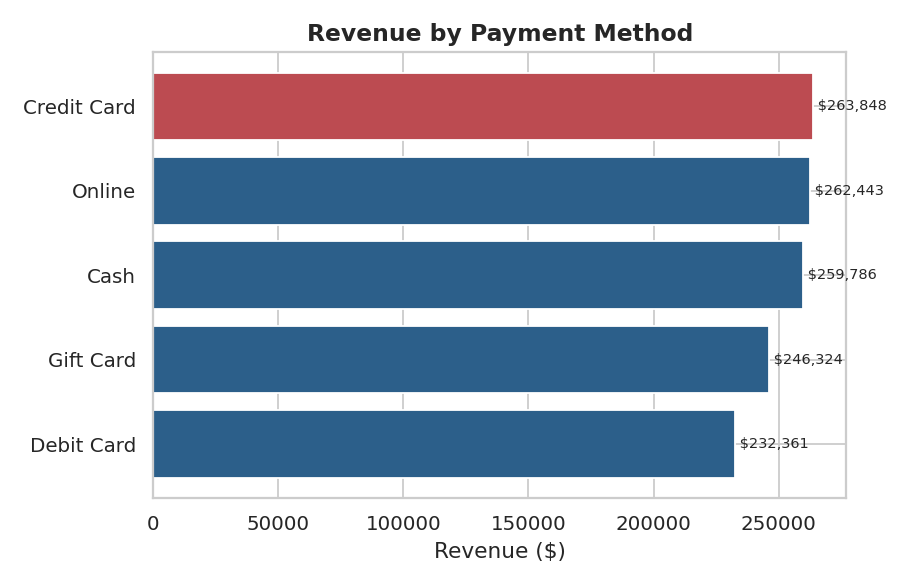 Revenue by Payment Method
Credit Card $263,848
Online $262,443
Cash $259,786
Gift Card $246,324
Debit Card $232,361
0 50000 100000 150000 200000 250000
Revenue ($)